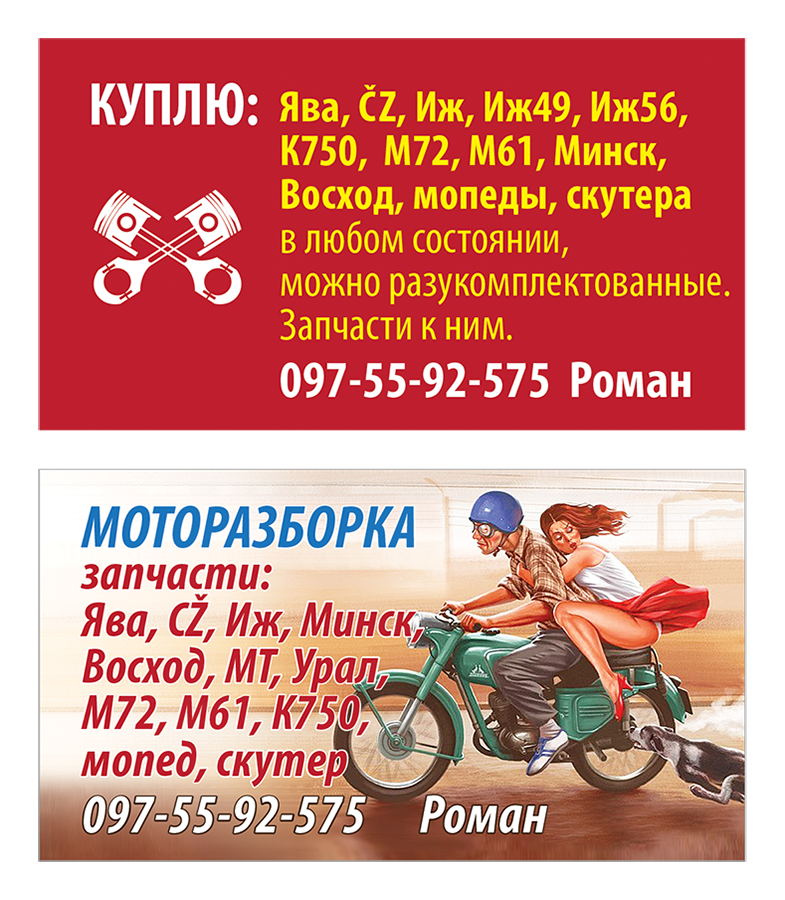 КУПЛЮ: Ява, ČZ, Иж, Иж49, Иж56,
К750, М72, М61, Минск,
Восход, мопеды, скутера
в любом состоянии,
можно разукомплектованные.
Запчасти к ним.
097-55-92-575 Роман
МОТОРАЗБОРКА
запчасти:
Ява, CŽ, Иж, Минск,
Восход, МТ, Урал,
М72, М61, К750,
мопед, скутер
097-55-92-575 Роман